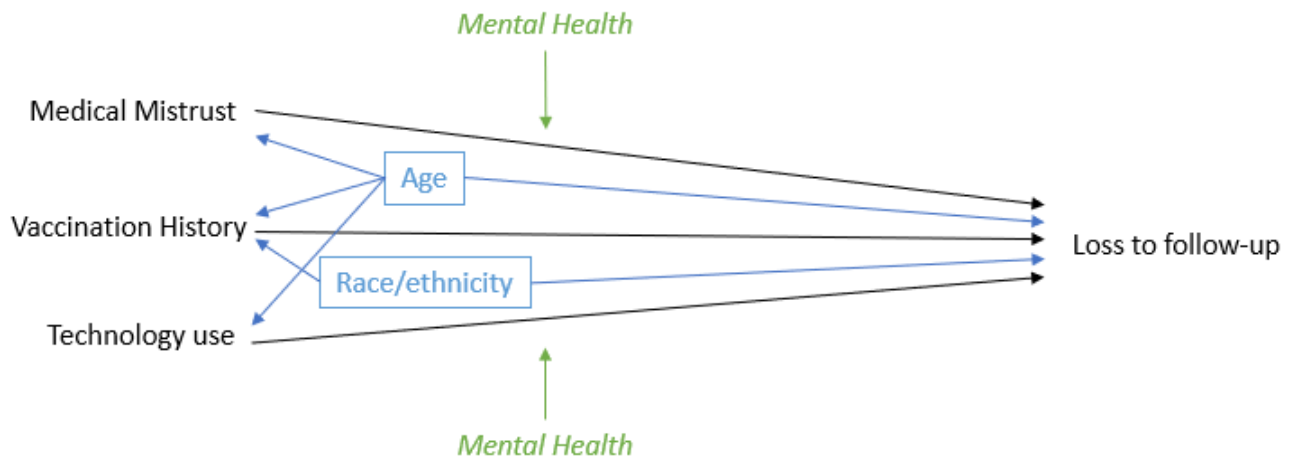 Mental Health
Medical Mistrust
Age
Vaccination History
Loss to follow-up
Race/ethnicity
Technology use
Mental Health